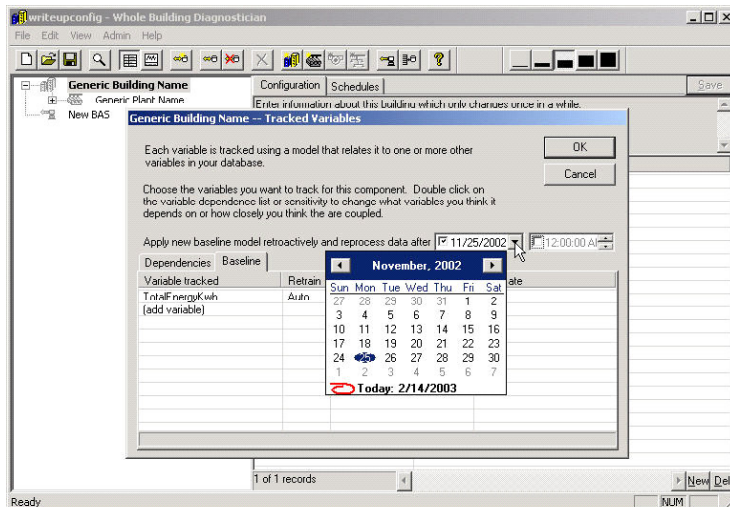 writeupconfig - Whole Building Diagnostician
File Edit View Admin Help
Generic Building Name
Generic Plant Name
New BAS
Configuration Schedules
Save
Enter information about this building which only changes once in a while.
Generic Building Name -- Tracked Variables
Each variable is tracked using a model that relates it to one or more other
variables in your database.
OK
Cancel
Choose the variables you want to track for this component. Double click on
the variable dependence list or sensitivity to change what variables you think it
depends on or how closely you think the are coupled.
Apply new baseline model retroactively and reprocess data after 11/25/2002 12:00:00 AM
Dependencies Baseline
Variable tracked Retrain ate
TotalEnergyKwh Auto
(add variable)
November, 2002
Sun Mon Tue Wed Thu Fri Sat
27 28 29 30 31 1 2
3 4 5 6 7 8 9
10 11 12 13 14 15 16
17 18 19 20 21 22 23
24 25 26 27 28 29 30
1 2 3 4 5 6 7
Today: 2/14/2003
1 of 1 records
New Del
Ready
NUM